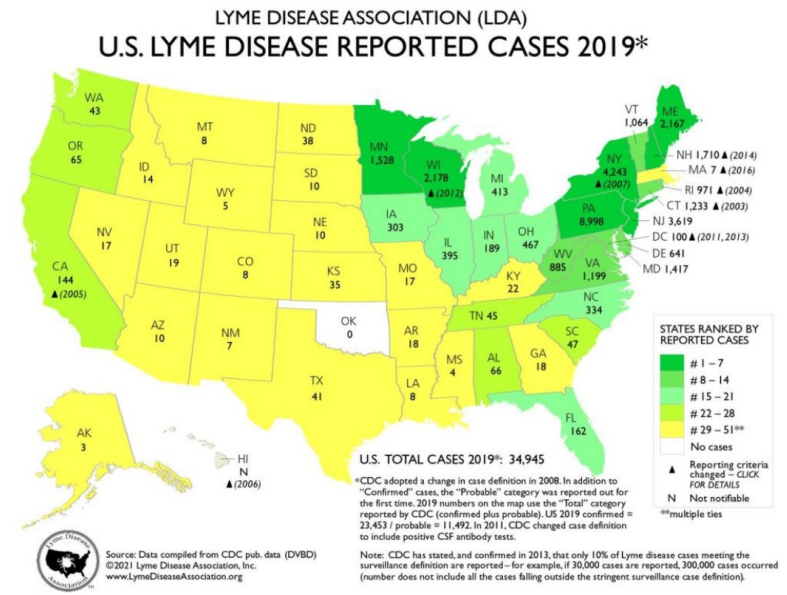 LYME DISEASE ASSOCIATION (LDA)
U.S. LYME DISEASE REPORTED CASES 2019*
WA
43
OR
65
CA
144
▲(2005)
NV
17
ID
14
MT
8
WY
5
UT
19
AZ
10
CO
8
NM
7
ND
38
SD
10
NE
10
KS
35
OK
0
TX
41
MN
1,528
IA
303
MO
17
AR
18
LA
8
WI
2,178
▲(2012)
IL
395
MI
413
IN
189
OH
467
KY
22
TN 45
MS
4
AL
66
GA
18
FL
162
SC
47
NC
334
VA
1,199
WV
885
PA
8,998
NY
4,243
▲(2007)
VT
1,064
ME
2,167
NH 1,710 ▲(2014)
MA 7 ▲(2016)
RI 971 ▲(2004)
CT 1,233 ▲(2003)
NJ 3,619
DC 100▲(2011, 2013)
DE 641
MD 1,417
AK
3
HI
N
▲(2006)
STATES RANKED BY
REPORTED CASES
# 1 – 7
# 8 – 14
# 15 – 21
# 22 – 28
# 29 – 51**
No cases
▲ Reporting criteria
changed – CLICK
FOR DETAILS
N Not notifiable
**multiple ties
U.S. TOTAL CASES 2019*: 34,945
*CDC adopted a change in case definition in 2008. In addition to
"Confirmed" cases, the "Probable" category was reported out for
the first time. 2019 numbers on the map use the "Total" category
reported by CDC (confirmed plus probable). US 2019 confirmed =
23,453 / probable = 11,492. In 2011, CDC changed case definition
to include positive CSF antibody tests.
Note: CDC has stated, and confirmed in 2013, that only 10% of Lyme disease cases meeting the
surveillance definition are reported – for example, if 30,000 cases are reported, 300,000 cases occurred
(number does not include all the cases falling outside the stringent surveillance case definition).
Lyme Disease
Association
Source: Data compiled from CDC pub. data (DVBD)
©2021 Lyme Disease Association, Inc.
www.LymeDiseaseAssociation.org